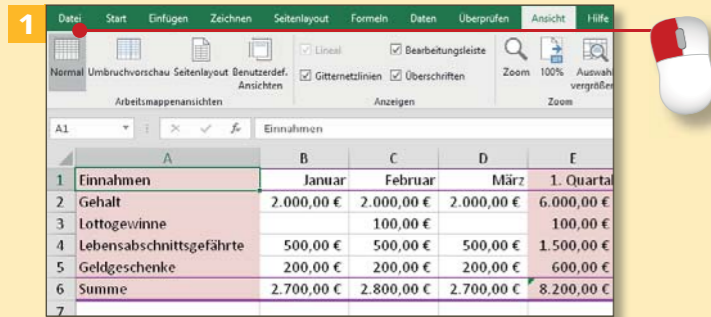 1
Datei Start Einfügen Zeichnen Seitenlayout Formeln Daten Überprüfen Ansicht Hilfe
Normal Umbruchvorschau Seitenlayout Benutzerdef. Ansichten
Arbeitsmappenansichten
Lineal Bearbeitungsleiste
Gitternetzlinien Überschriften
Anzeigen
Zoom 100% Auswahl vergrößer
Zoom
A1 fx Einnahmen
A B C D E
1 Einnahmen Januar Februar März 1. Quartal
2 Gehalt 2.000,00 € 2.000,00 € 2.000,00 € 6.000,00 €
3 Lottogewinne 100,00 € 100,00 €
4 Lebensabschnittsgefährte 500,00 € 500,00 € 500,00 € 1.500,00 €
5 Geldgeschenke 200,00 € 200,00 € 200,00 € 600,00 €
6 Summe 2.700,00 € 2.800,00 € 2.700,00 € 8.200,00 €
7